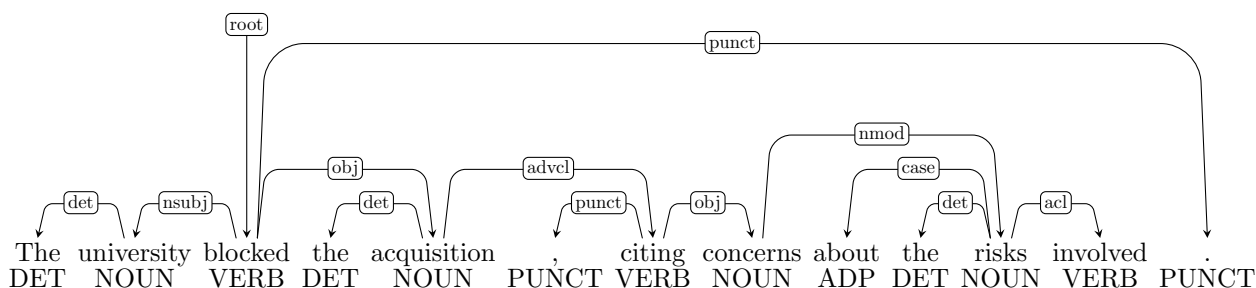 root
punct
nmod
obj advcl case
det nsubj det punct obj det acl
The university blocked the acquisition , citing concerns about the risks involved .
DET NOUN VERB DET NOUN PUNCT VERB NOUN ADP DET NOUN VERB PUNCT